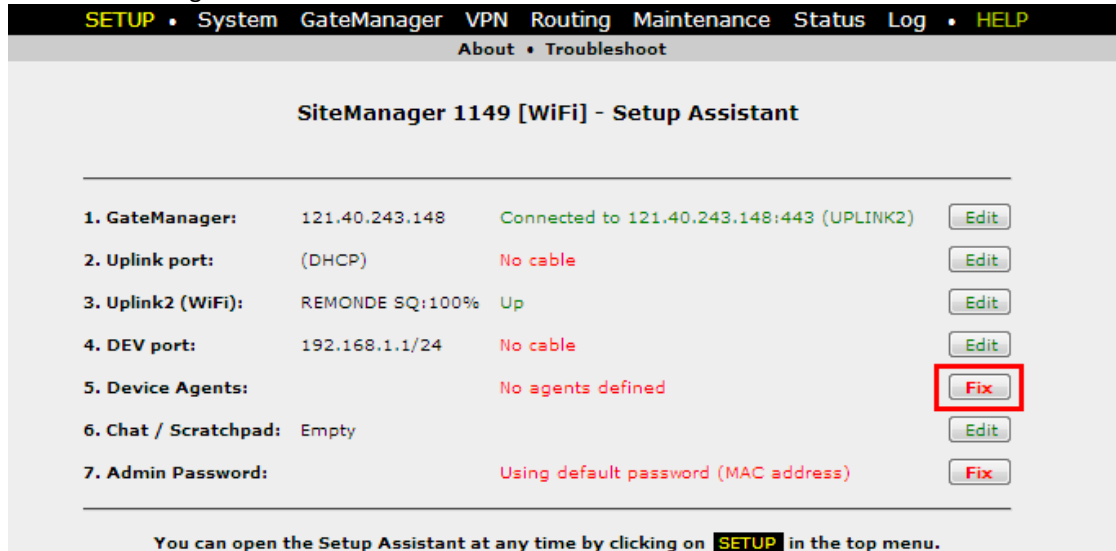 SETUP • System GateManager VPN Routing Maintenance Status Log • HELP
About • Troubleshoot
SiteManager 1149 [WiFi] - Setup Assistant
1. GateManager: 121.40.243.148 Connected to 121.40.243.148:443 (UPLINK2) Edit
2. Uplink port: (DHCP) No cable Edit
3. Uplink2 (WiFi): REMONDE SQ:100% Up Edit
4. DEV port: 192.168.1.1/24 No cable Edit
5. Device Agents: No agents defined Fix
6. Chat / Scratchpad: Empty Edit
7. Admin Password: Using default password (MAC address) Fix
You can open the Setup Assistant at any time by clicking on SETUP in the top menu.